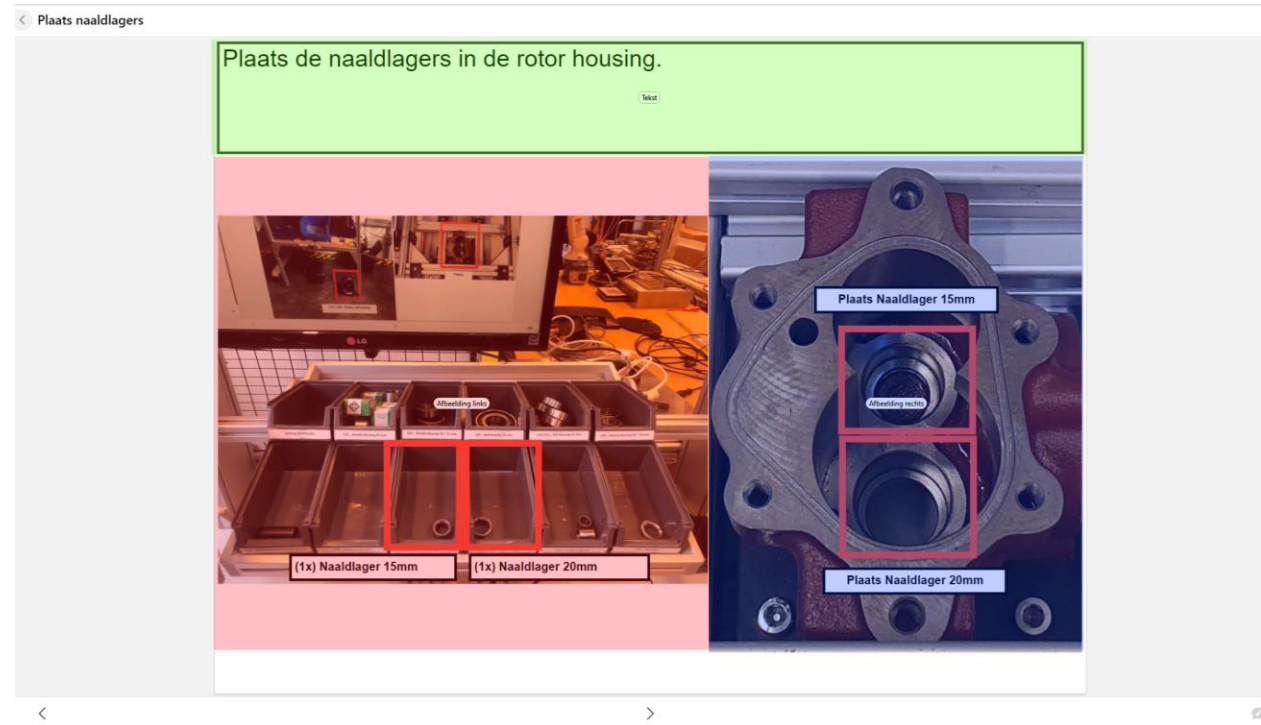 Plaats naaldlagers
Plaats de naaldlagers in de rotor housing.
Tekst
LG
Afbeelding links
(1x) Naaldlager 15mm
(1x) Naaldlager 20mm
Plaats Naaldlager 15mm
Afbeelding rechts
Plaats Naaldlager 20mm